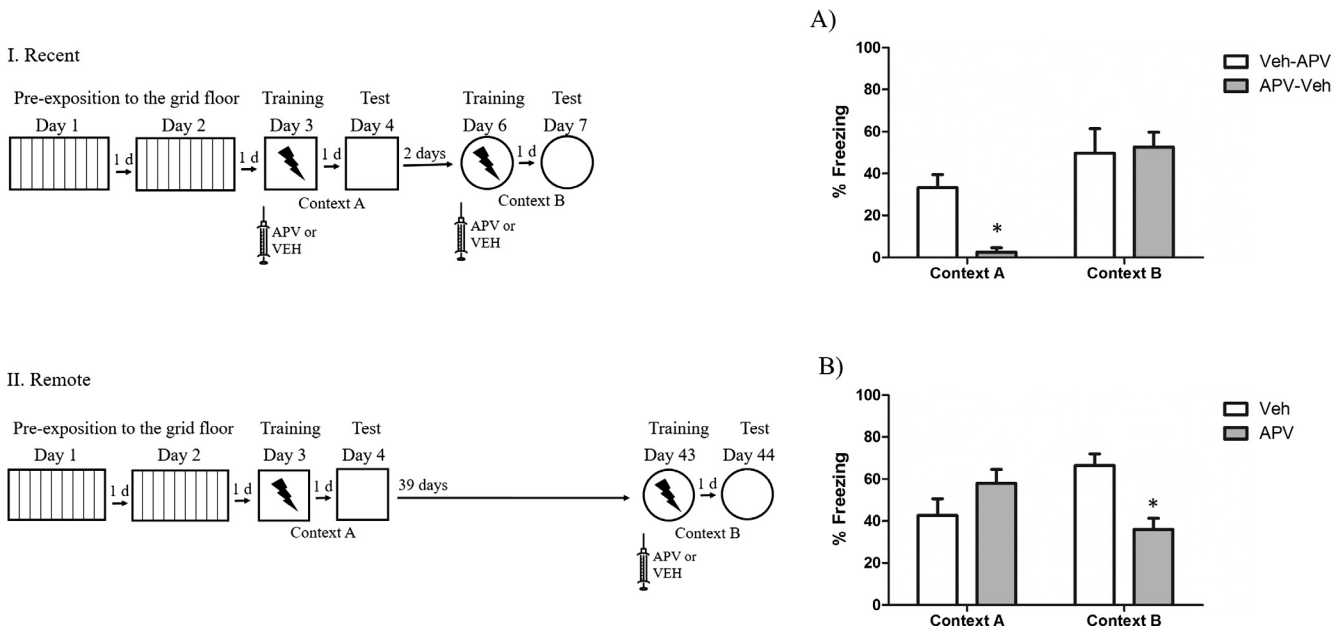 I. Recent
Pre-exposition to the grid floor
Training
Test
Training
Test
Day 1
Day 2
Day 3
Day 4
Day 6
Day 7
1 d
1 d
1 d
2 days
1 d
Context A
Context B
APV or
VEH
APV or
VEH
A)
% Freezing
100
80
60
40
20
0
Context A
Context B
*
Veh-APV
APV-Veh
II. Remote
Pre-exposition to the grid floor
Training
Test
Training
Test
Day 1
Day 2
Day 3
Day 4
Day 43
Day 44
1 d
1 d
1 d
39 days
1 d
Context A
Context B
APV or
VEH
B)
% Freezing
100
80
60
40
20
0
Context A
Context B
*
Veh
APV